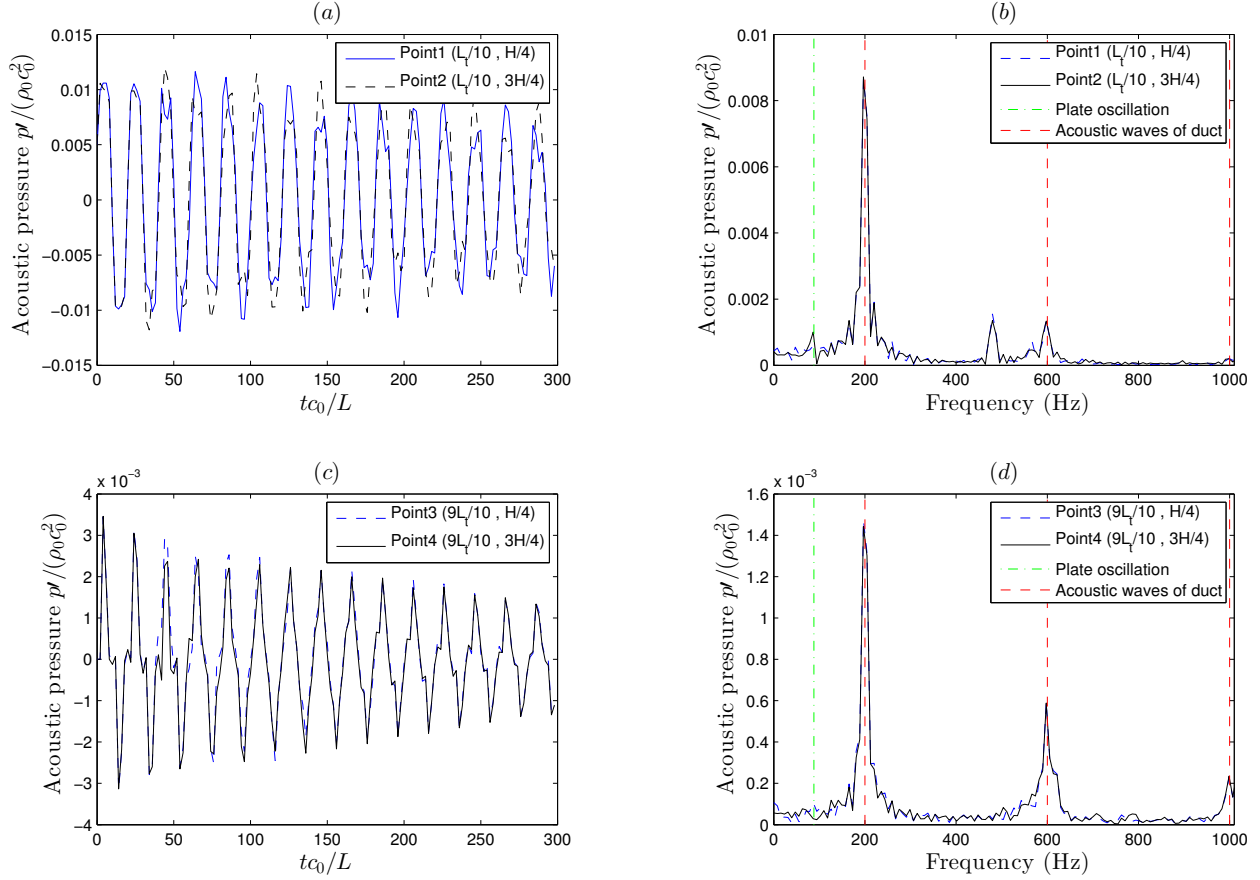 (a)
Acoustic pressure p′/(ρ₀c₀²)
0.015
0.01
0.005
0
−0.005
−0.01
−0.015
Point1 (Lₜ/10 , H/4)
Point2 (Lₜ/10 , 3H/4)
0 50 100 150 200 250 300
tc₀/L
(b)
Acoustic pressure p′/(ρ₀c₀²)
0.01
0.008
0.006
0.004
0.002
0
Point1 (Lₜ/10 , H/4)
Point2 (Lₜ/10 , 3H/4)
Plate oscillation
Acoustic waves of duct
0 200 400 600 800 1000
Frequency (Hz)
(c)
x 10⁻³
Acoustic pressure p′/(ρ₀c₀²)
4
3
2
1
0
−1
−2
−3
−4
Point3 (9Lₜ/10 , H/4)
Point4 (9Lₜ/10 , 3H/4)
0 50 100 150 200 250 300
tc₀/L
(d)
x 10⁻³
Acoustic pressure p′/(ρ₀c₀²)
1.6
1.4
1.2
1
0.8
0.6
0.4
0.2
0
Point3 (9Lₜ/10 , H/4)
Point4 (9Lₜ/10 , 3H/4)
Plate oscillation
Acoustic waves of duct
0 200 400 600 800 1000
Frequency (Hz)